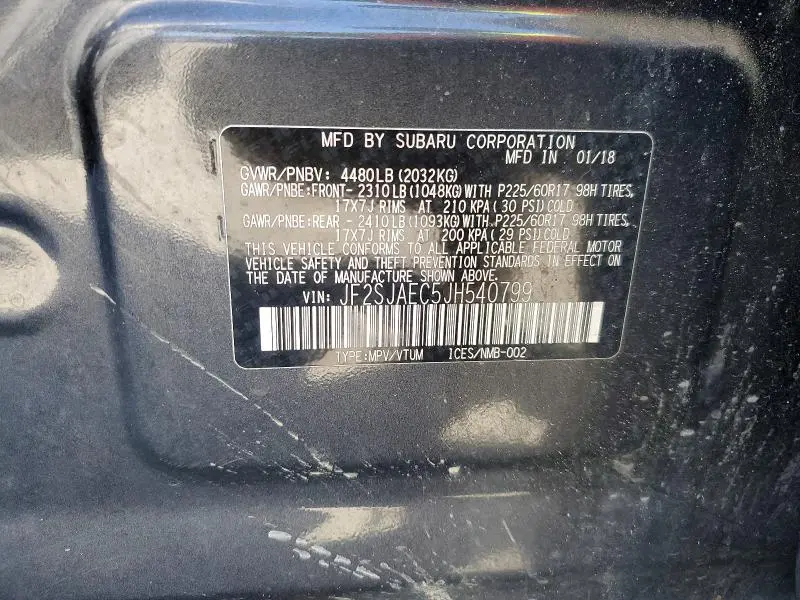 MFD BY SUBARU CORPORATION
MFD IN 01/18
GVWR/PNBV: 4480LB(2032KG)
GAWR/PNBE:FRONT- 2310LB(1048KG)WITH P225/60R17 98H TIRES,
17X7J RIMS AT 210 KPA( 30 PSI)COLD
GAWR/PNBE:REAR - 2410LB(1093KG)WITH P225/60R17 98H TIRES,
17X7J RIMS AT 200 KPA( 29 PSI)COLD
THIS VEHICLE CONFORMS TO ALL APPLICABLE FEDERAL MOTOR
VEHICLE SAFETY AND THEFT PREVENTION STANDARDS IN EFFECT ON
THE DATE OF MANUFACTURE SHOWN ABOVE.
VIN: JF2SJAEC5JH540799
TYPE:MPV/VTUM ICES/NMB-002